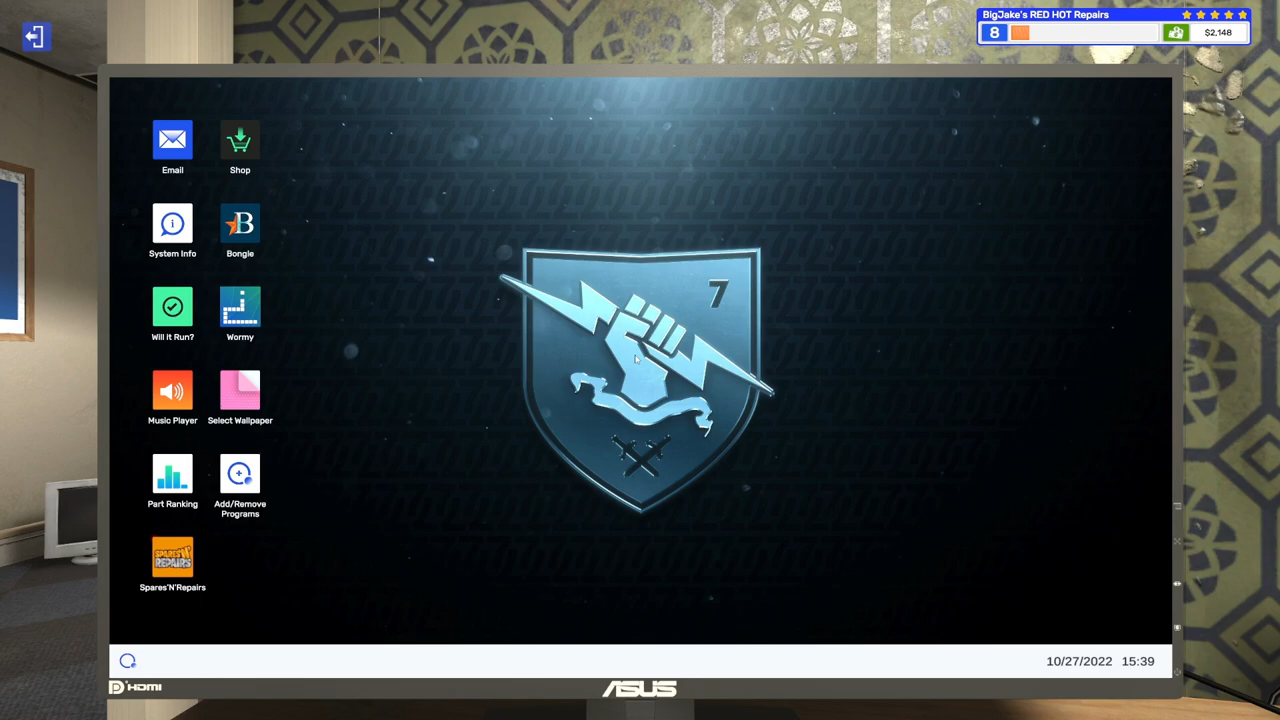 BigJake's RED HOT Repairs
8
$2,148
Email
Shop
System Info
Bongle
Will it Run?
Wormy
Music Player
Select Wallpaper
Part Ranking
Add/Remove
Programs
SPARES'N'
REPAIRS
Spares'N'Repairs
7
10/27/2022 15:39
HDMI
ASUS